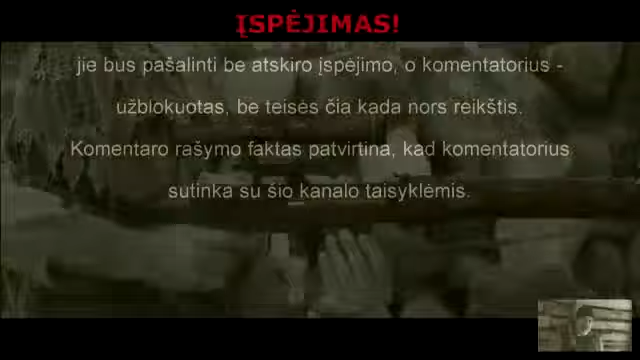 ĮSPĖJIMAS!
jie bus pašalinti be atskiro įspėjimo, o komentatorius -
užblokuotas, be teisės čia kada nors reikštis.
Komentaro rašymo faktas patvirtina, kad komentatorius
sutinka su šio kanalo taisyklėmis.